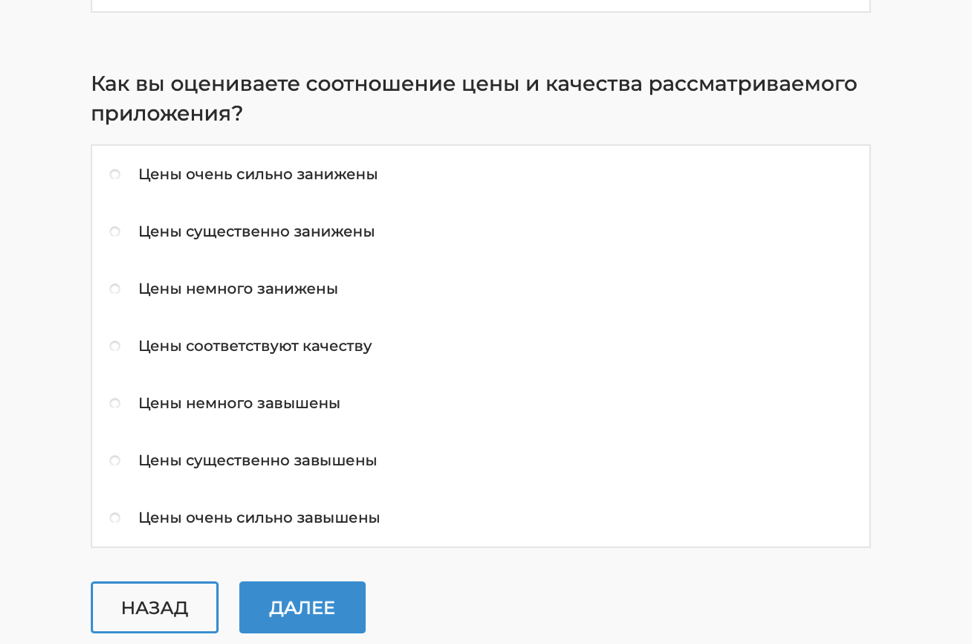 Как вы оцениваете соотношение цены и качества рассматриваемого
приложения?
Цены очень сильно занижены
Цены существенно занижены
Цены немного занижены
Цены соответствуют качеству
Цены немного завышены
Цены существенно завышены
Цены очень сильно завышены
НАЗАД ДАЛЕЕ